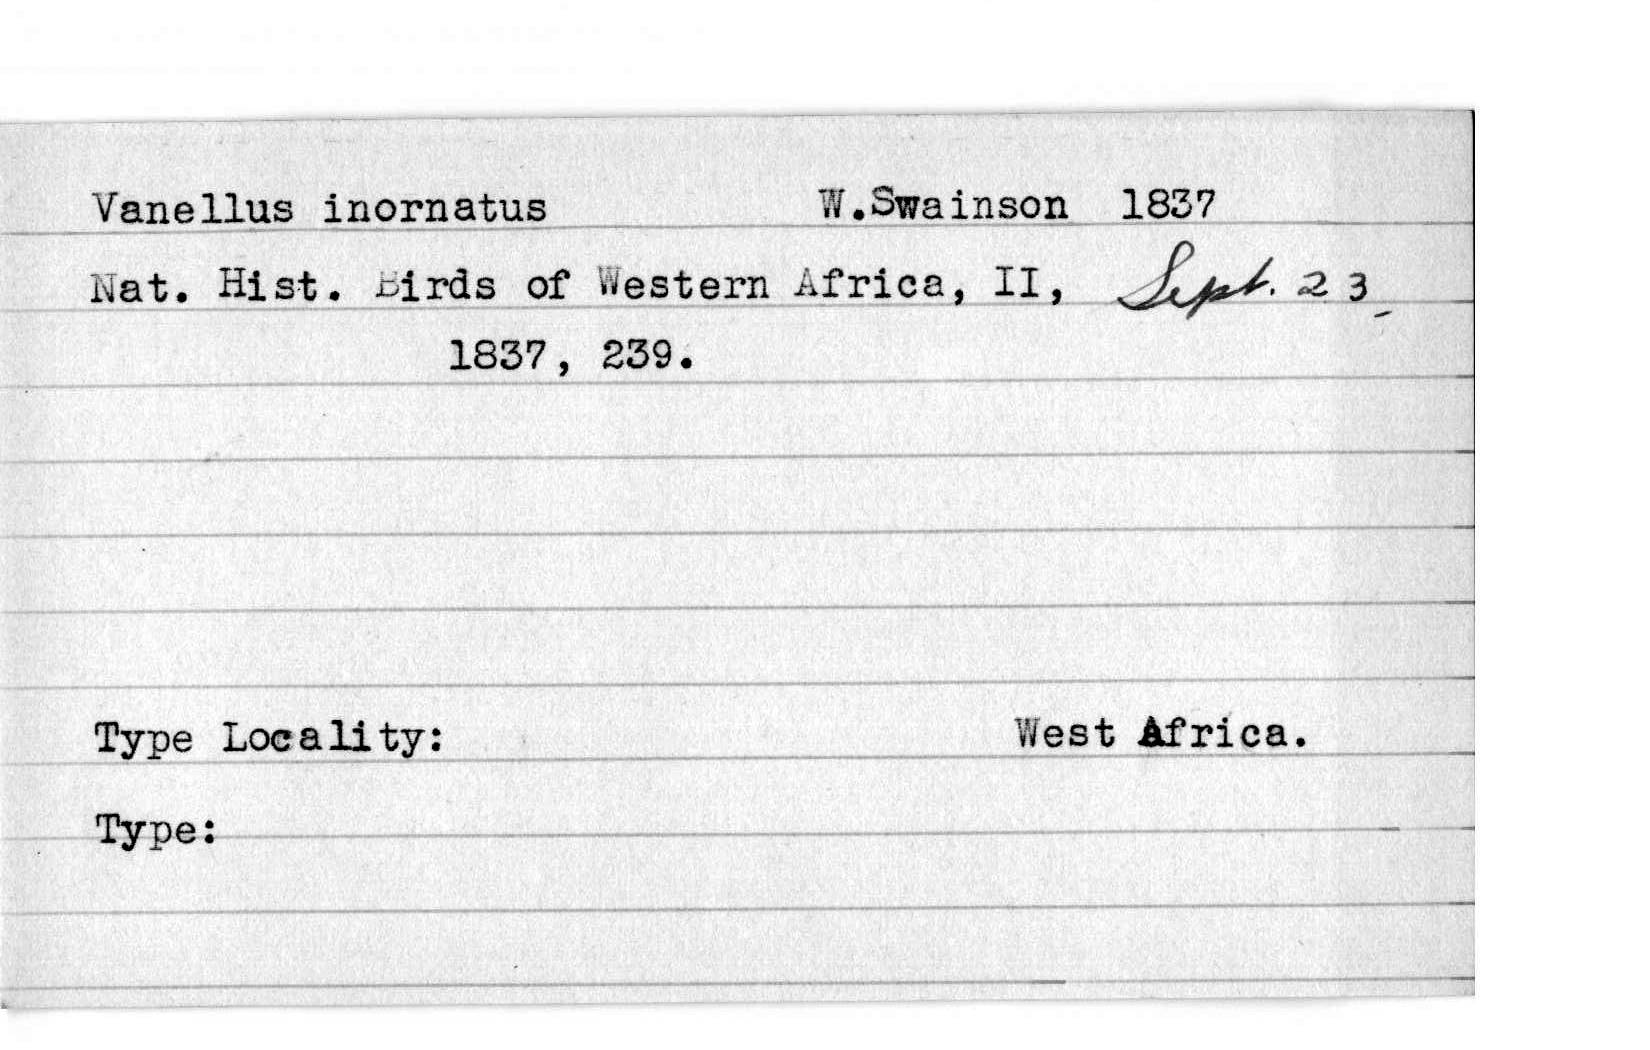 Vanellus inornatus W.Swainson 1837
Nat. Hist. Birds of Western Africa, II, Sept. 23
1837, 239.
Type Locality: West Africa.
Type: